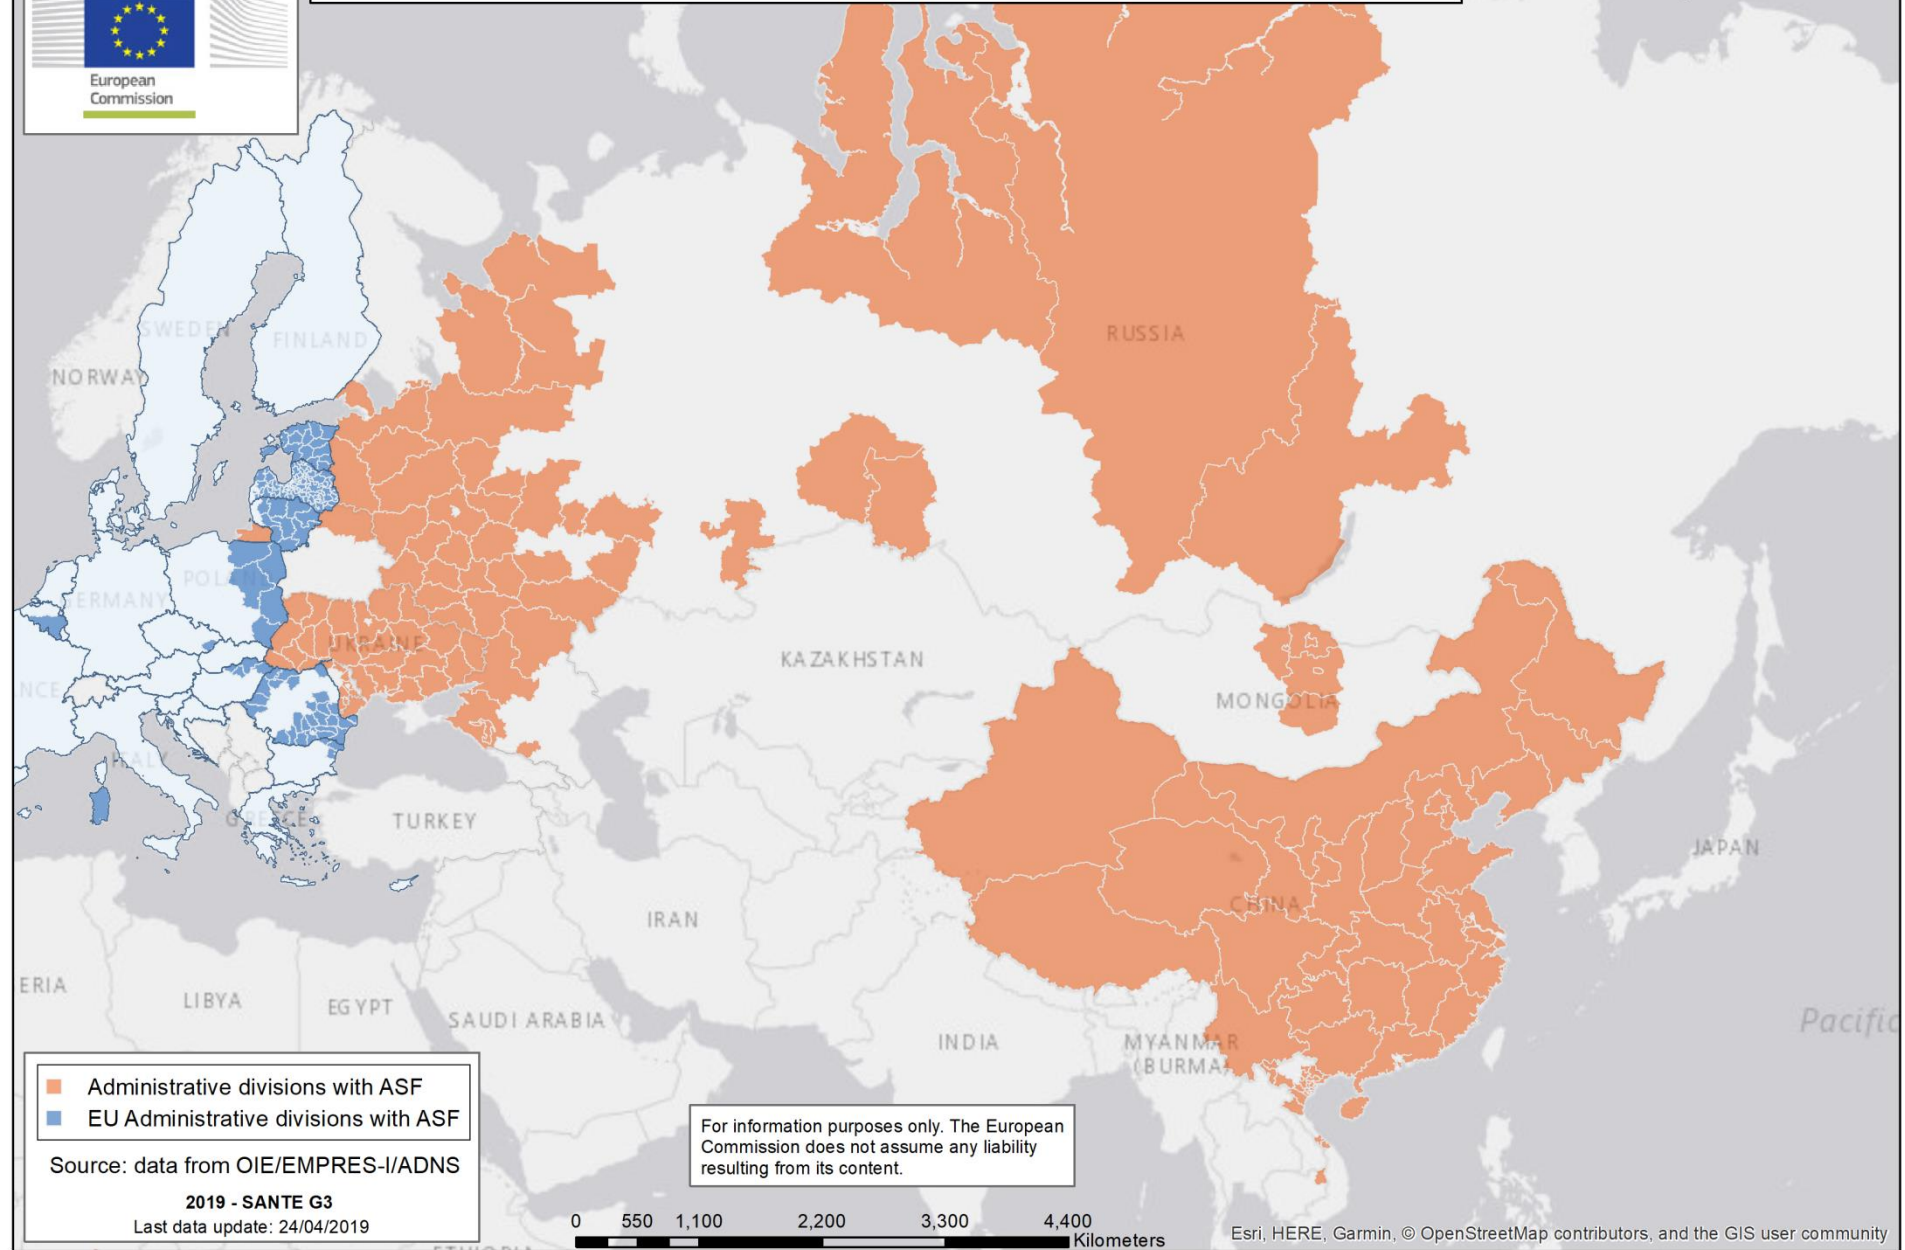 European
Commission
SWEDEN
FINLAND
NORWAY
RUSSIA
POLAND
GERMANY
UKRAINE
KAZAKHSTAN
MONGOLIA
NCE
ITALY
GREECE
TURKEY
JAPAN
CHINA
IRAN
ERIA
LIBYA
EGYPT
SAUDI ARABIA
INDIA
MYANMAR
(BURMA)
Pacific
Administrative divisions with ASF
EU Administrative divisions with ASF
Source: data from OIE/EMPRES-I/ADNS
2019 - SANTE G3
Last data update: 24/04/2019
For information purposes only. The European
Commission does not assume any liability
resulting from its content.
0 550 1,100 2,200 3,300 4,400
Kilometers
Esri, HERE, Garmin, © OpenStreetMap contributors, and the GIS user community